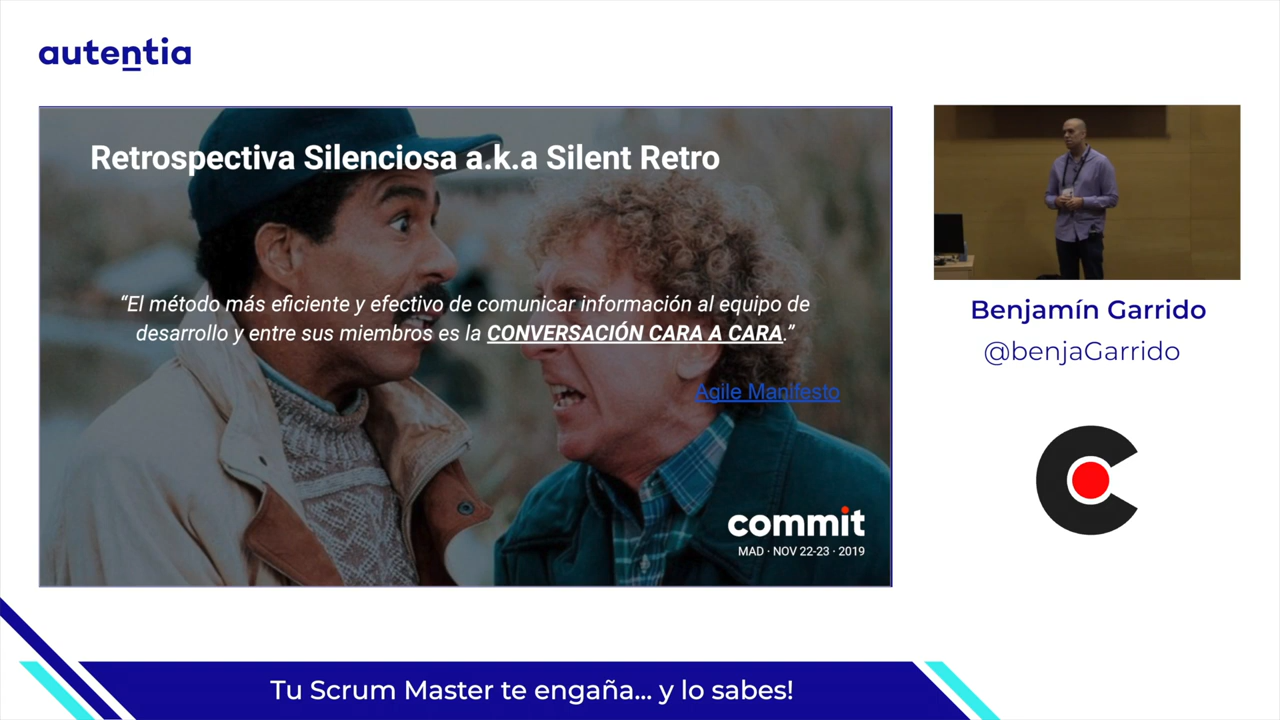 autentia
Retrospectiva Silenciosa a.k.a Silent Retro
“El método más eficiente y efectivo de comunicar información al equipo de
desarrollo y entre sus miembros es la CONVERSACIÓN CARA A CARA.”
Agile Manifesto
commit
MAD · NOV 22-23 · 2019
Benjamín Garrido
@benjaGarrido
Tu Scrum Master te engaña... y lo sabes!